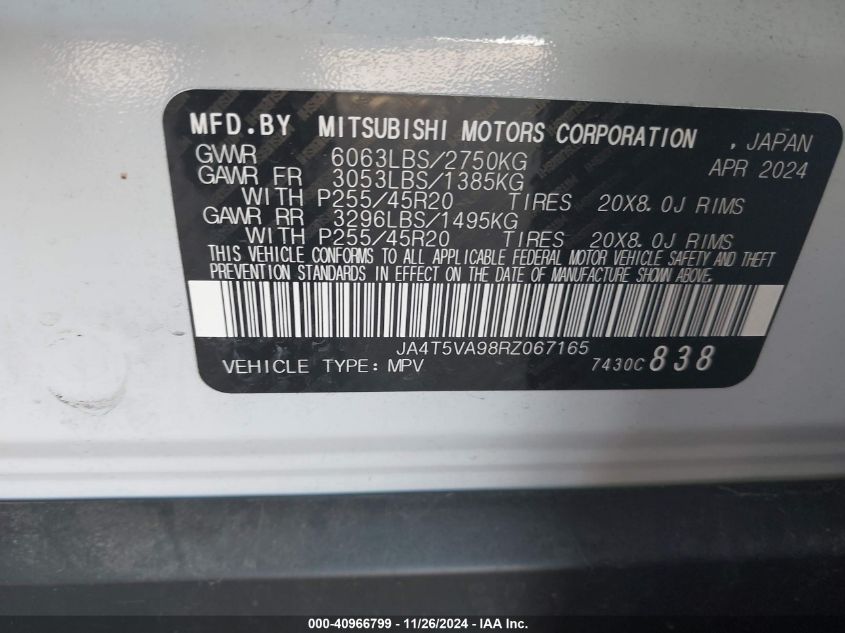 MFD.BY MITSUBISHI MOTORS CORPORATION , JAPAN
GVWR 6063LBS/2750KG APR 2024
GAWR FR 3053LBS/1385KG
WITH P255/45R20 TIRES 20X8.0J RIMS
GAWR RR 3296LBS/1495KG
WITH P255/45R20 TIRES 20X8.0J RIMS
THIS VEHICLE CONFORMS TO ALL APPLICABLE FEDERAL MOTOR VEHICLE SAFETY AND THEFT
PREVENTION STANDARDS IN EFFECT ON THE DATE OF MANUFACTURE SHOWN ABOVE.
JA4T5VA98RZ067165
VEHICLE TYPE: MPV 7430C 838
000-40966799 - 11/26/2024 - IAA Inc.